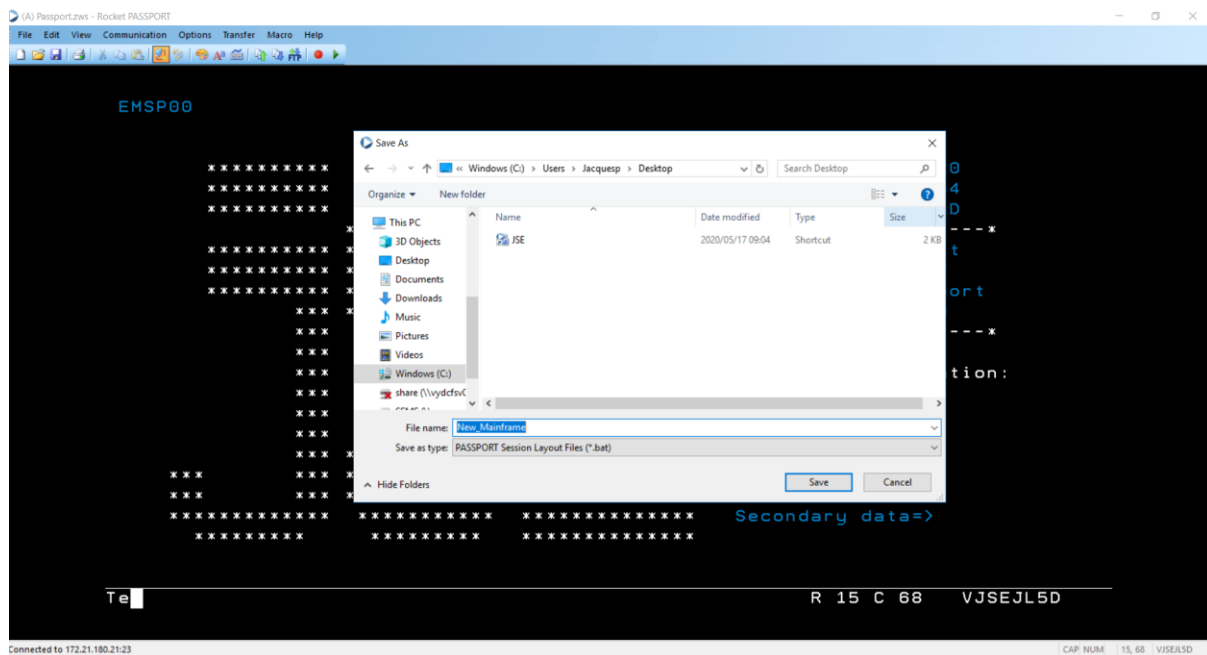 (A) Passport.zws - Rocket PASSPORT
File Edit View Communication Options Transfer Macro Help
EMSP00
Save As
« Windows (C:) › Users › Jacquesp › Desktop
Search Desktop
Organize
New folder
This PC
3D Objects
Desktop
Documents
Downloads
Music
Pictures
Videos
Windows (C:)
share (\\vydcfsv
Name Date modified Type Size
JSE 2020/05/17 09:04 Shortcut 2 KB
File name: New_Mainframe
Save as type: PASSPORT Session Layout Files (*.bat)
Hide Folders
Save Cancel
0
4
D
---*
t
ort
---*
tion:
**********
**********
**********
**********
**********
**********
***
***
***
***
***
***
***
***
*** ***
*** ***
************* *********** ************** Secondary data=>
********* ********* **************
Te R 15 C 68 VJSEJL5D
Connected to 172.21.180.21:23 CAP NUM 15, 68 VJSEJL5D